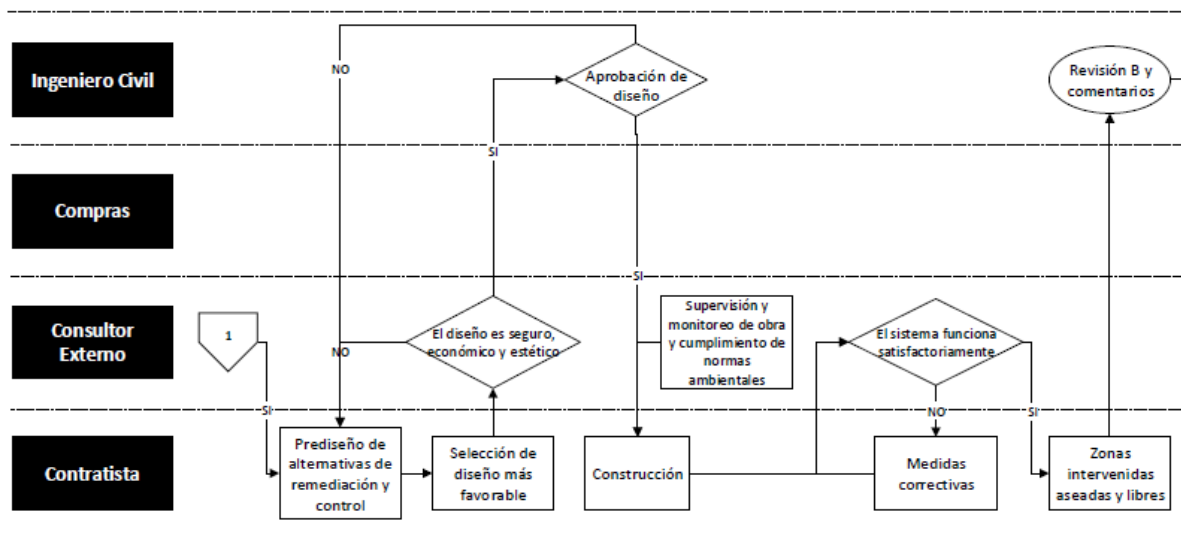 Ingeniero Civil
NO
Aprobación de
diseño
Revisión B y
comentarios
SI
Compras
SI
Consultor
Externo
1
El diseño es seguro,
económico y estético
NO
Supervisión y
monitoreo de obra
y cumplimiento de
normas
ambientales
El sistema funciona
satisfactoriamente
SI
NO
SI
Contratista
Prediseño de
alternativas de
remediación y
control
Selección de
diseño más
favorable
Construcción
Medidas
correctivas
Zonas
intervenidas
aseadas y libres